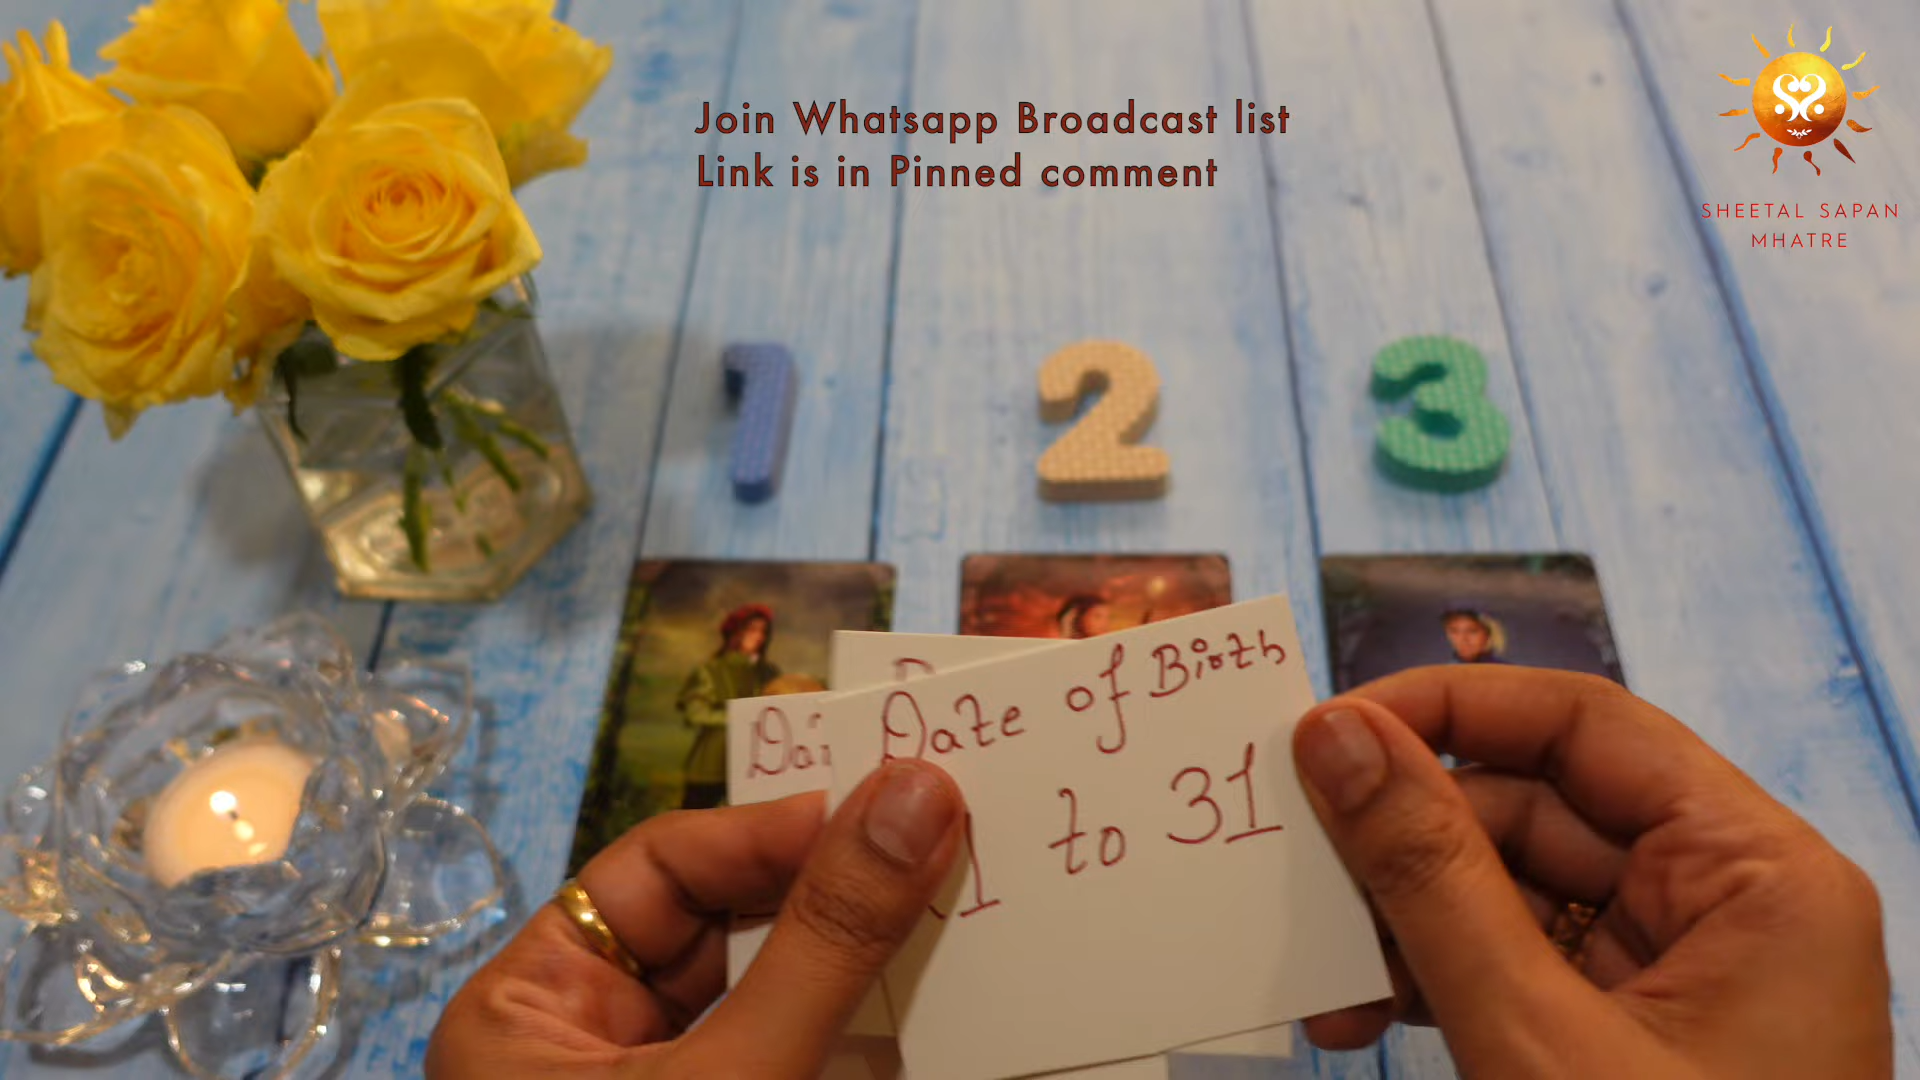 Join Whatsapp Broadcast list
Link is in Pinned comment
SHEETAL SAPAN
MHATRE
1
2
3
Date of Birth
1 to 31